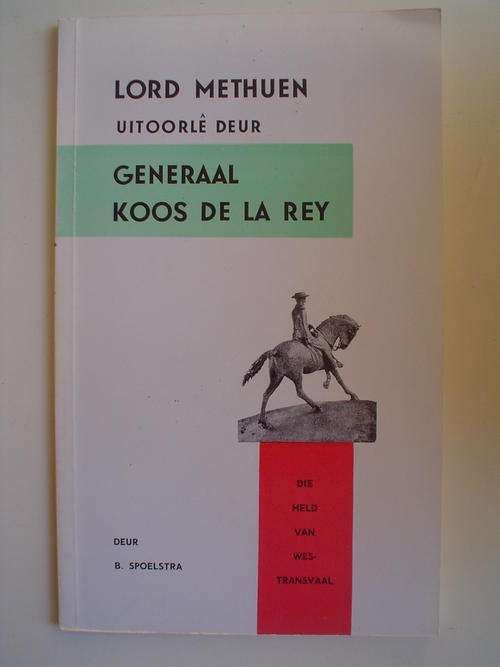 LORD METHUEN
UITOORLÊ DEUR
GENERAAL
KOOS DE LA REY
DIE
HELD
VAN
WES-
TRANSVAAL
DEUR
B. SPOELSTRA